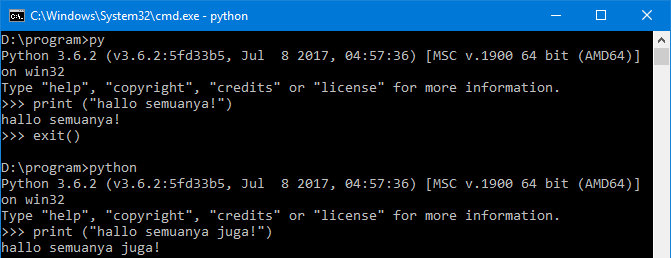 C:\Windows\System32\cmd.exe - python
D:\program>py
Python 3.6.2 (v3.6.2:5fd33b5, Jul  8 2017, 04:57:36) [MSC v.1900 64 bit (AMD64)]
on win32
Type "help", "copyright", "credits" or "license" for more information.
>>> print ("hallo semuanya!")
hallo semuanya!
>>> exit()
D:\program>python
Python 3.6.2 (v3.6.2:5fd33b5, Jul  8 2017, 04:57:36) [MSC v.1900 64 bit (AMD64)]
on win32
Type "help", "copyright", "credits" or "license" for more information.
>>> print ("hallo semuanya juga!")
hallo semuanya juga!